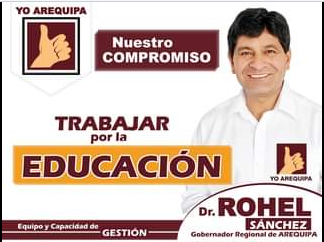 YO AREQUIPA
Nuestro
COMPROMISO
TRABAJAR
por la
EDUCACIÓN
YO AREQUIPA
Dr. ROHEL
SÁNCHEZ
Gobernador Regional de AREQUIPA
Equipo y Capacidad de
GESTIÓN